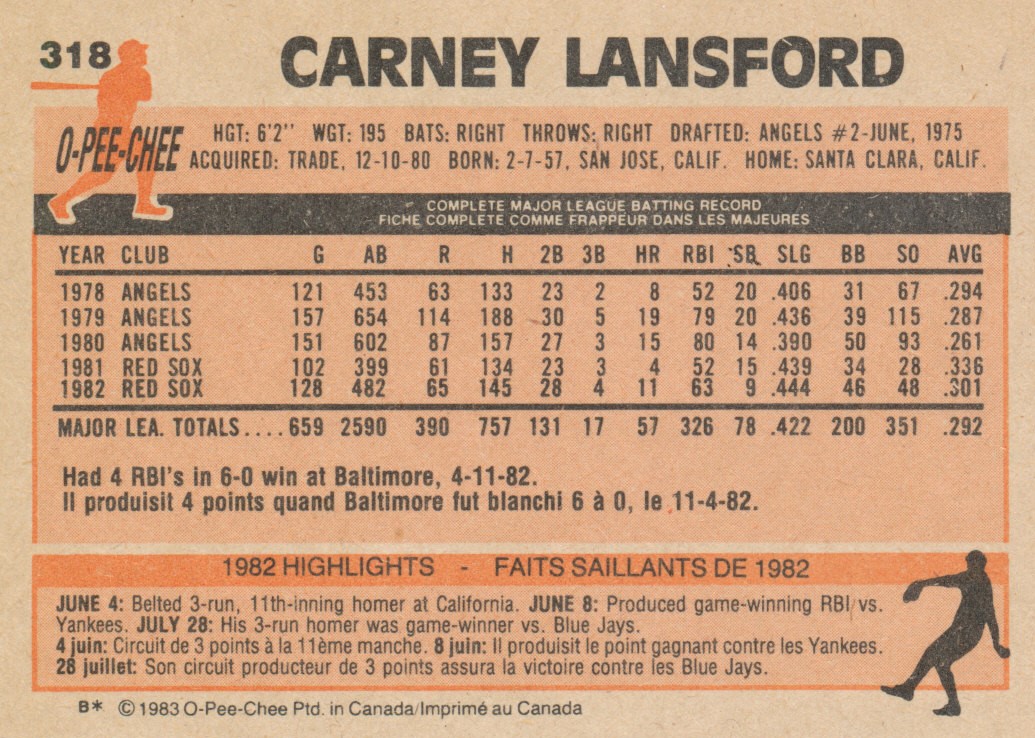 318
CARNEY LANSFORD
O-PEE-CHEE
HGT: 6'2" WGT: 195 BATS: RIGHT THROWS: RIGHT DRAFTED: ANGELS #2-JUNE, 1975
ACQUIRED: TRADE, 12-10-80 BORN: 2-7-57, SAN JOSE, CALIF. HOME: SANTA CLARA, CALIF.
COMPLETE MAJOR LEAGUE BATTING RECORD
FICHE COMPLETE COMME FRAPPEUR DANS LES MAJEURES
YEAR CLUB G AB R H 2B 3B HR RBI SB SLG BB SO AVG
1978 ANGELS 121 453 63 133 23 2 8 52 20 .406 31 67 .294
1979 ANGELS 157 654 114 188 30 5 19 79 20 .436 39 115 .287
1980 ANGELS 151 602 87 157 27 3 15 80 14 .390 50 93 .261
1981 RED SOX 102 399 61 134 23 3 4 52 15 .439 34 28 .336
1982 RED SOX 128 482 65 145 28 4 11 63 9 .444 46 48 .301
MAJOR LEA. TOTALS.... 659 2590 390 757 131 17 57 326 78 .422 200 351 .292
Had 4 RBI's in 6-0 win at Baltimore, 4-11-82.
Il produisit 4 points quand Baltimore fut blanchi 6 à 0, le 11-4-82.
1982 HIGHLIGHTS - FAITS SAILLANTS DE 1982
JUNE 4: Belted 3-run, 11th-inning homer at California. JUNE 8: Produced game-winning RBI vs.
Yankees. JULY 28: His 3-run homer was game-winner vs. Blue Jays.
4 juin: Circuit de 3 points à la 11ème manche. 8 juin: Il produisit le point gagnant contre les Yankees.
28 juillet: Son circuit producteur de 3 points assura la victoire contre les Blue Jays.
B* © 1983 O-Pee-Chee Ptd. in Canada/Imprimé au Canada